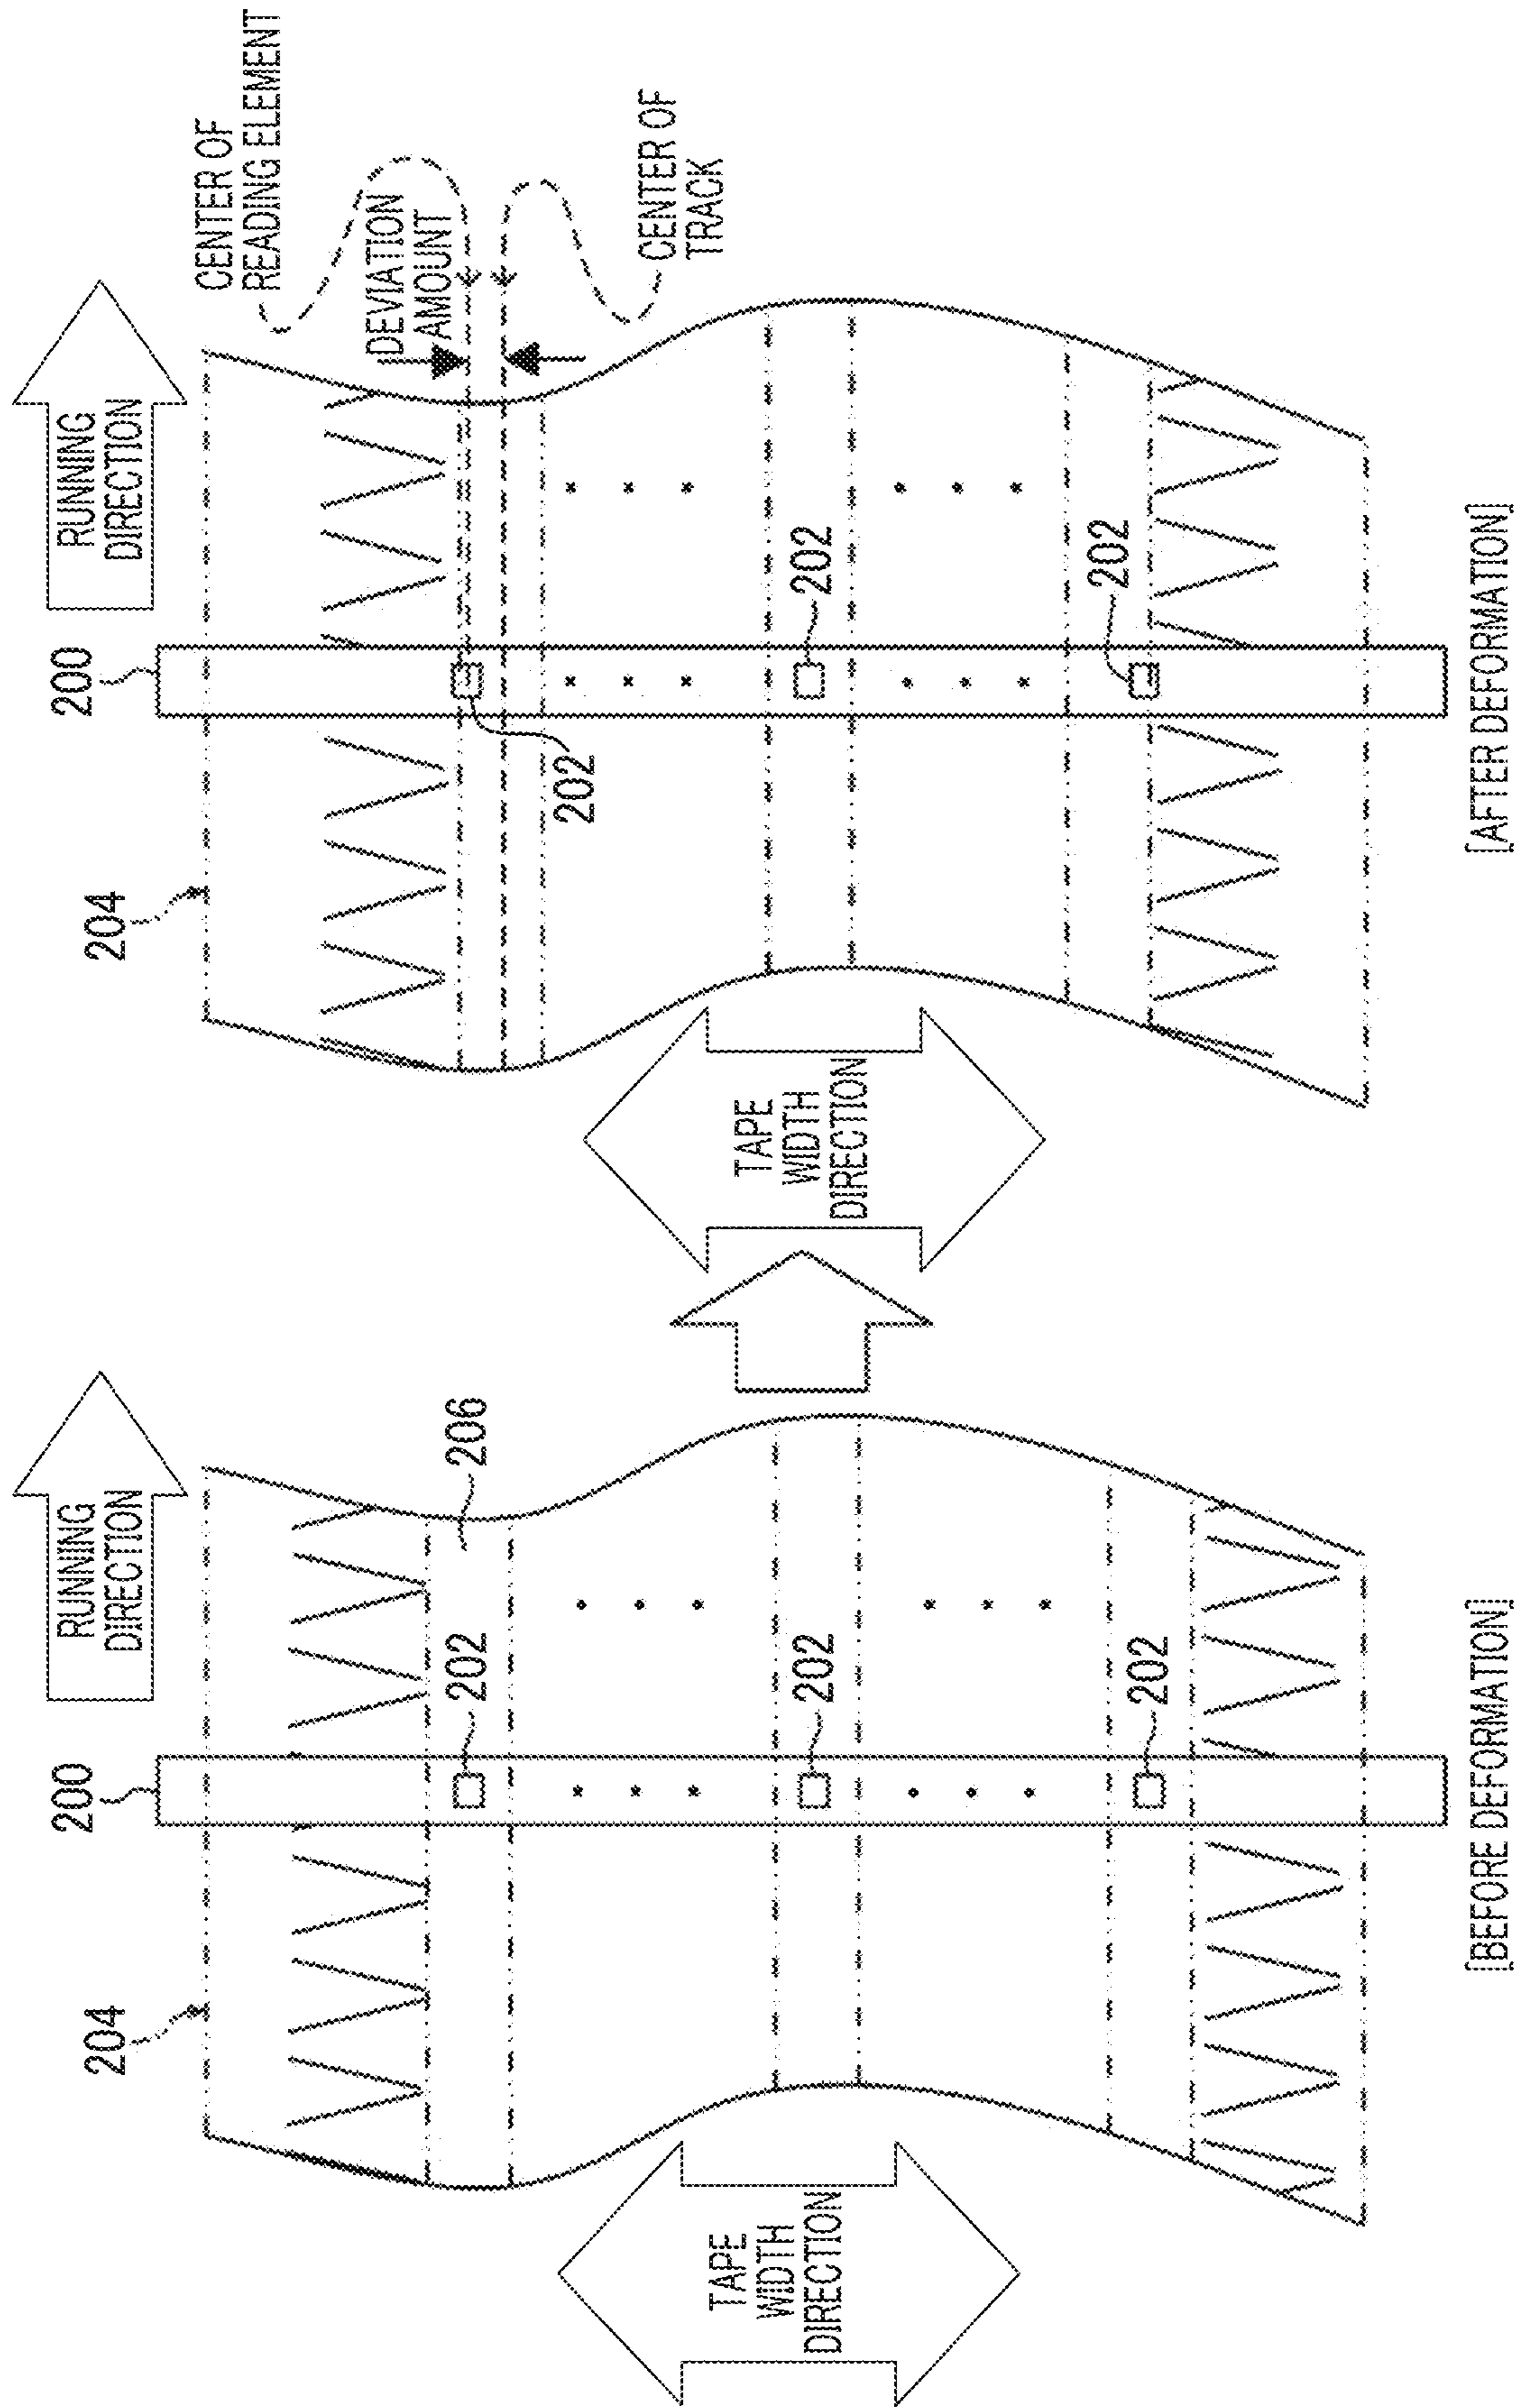 RUNNING
DIRECTION
204
200
202
202
202
206
TAPE
WIDTH
DIRECTION
[BEFORE DEFORMATION]
RUNNING
DIRECTION
204
200
202
202
202
CENTER OF
READING ELEMENT
DEVIATION
AMOUNT
CENTER OF
TRACK
TAPE
WIDTH
DIRECTION
[AFTER DEFORMATION]